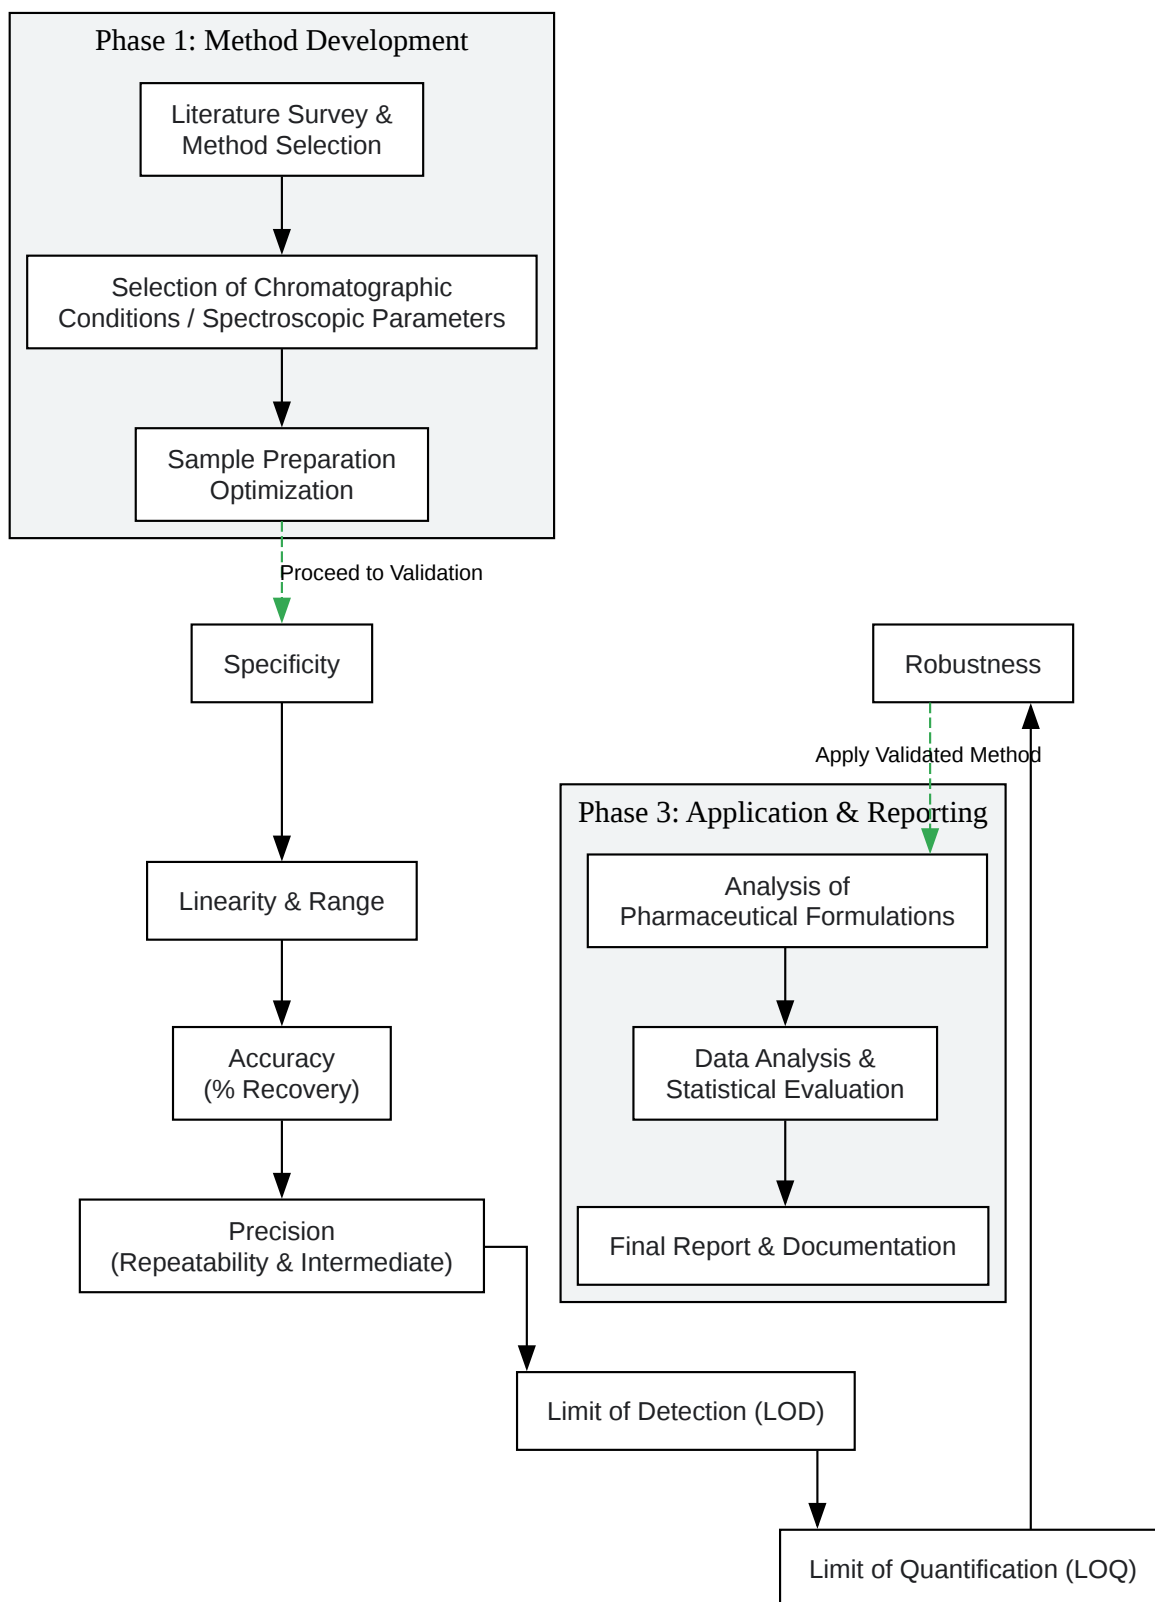 Phase 1: Method Development
Literature Survey &
Method Selection
Selection of Chromatographic
Conditions / Spectroscopic Parameters
Sample Preparation
Optimization
Proceed to Validation
Specificity
Robustness
Apply Validated Method
Phase 3: Application & Reporting
Analysis of
Pharmaceutical Formulations
Linearity & Range
Data Analysis &
Statistical Evaluation
Accuracy
(% Recovery)
Final Report & Documentation
Precision
(Repeatability & Intermediate)
Limit of Detection (LOD)
Limit of Quantification (LOQ)